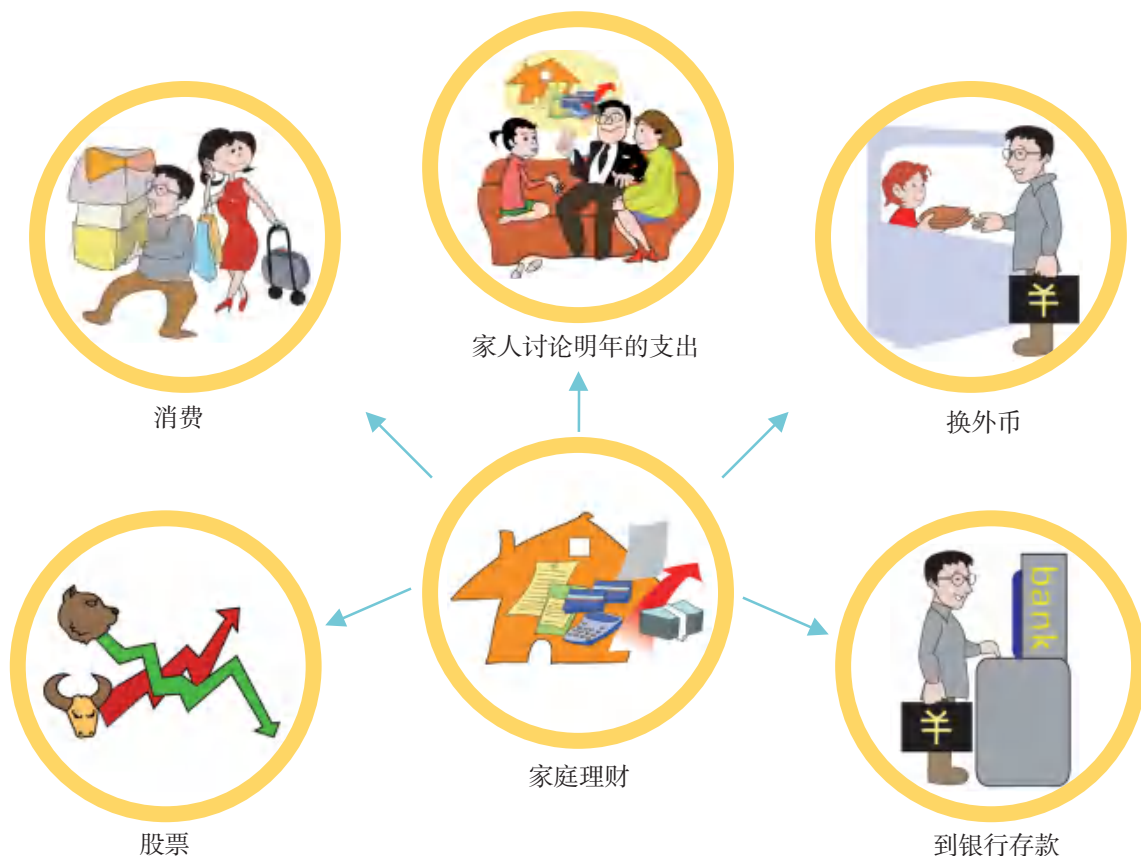 家人讨论明年的支出
消费
换外币
¥
bank
¥
家庭理财
股票
到银行存款